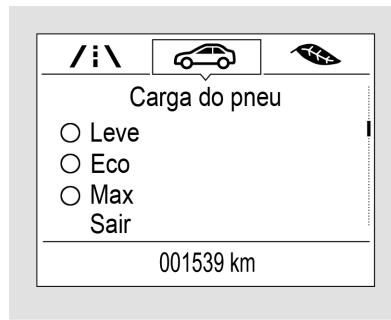 Carga do pneu
Leve
Eco
Max
Sair
001539 km